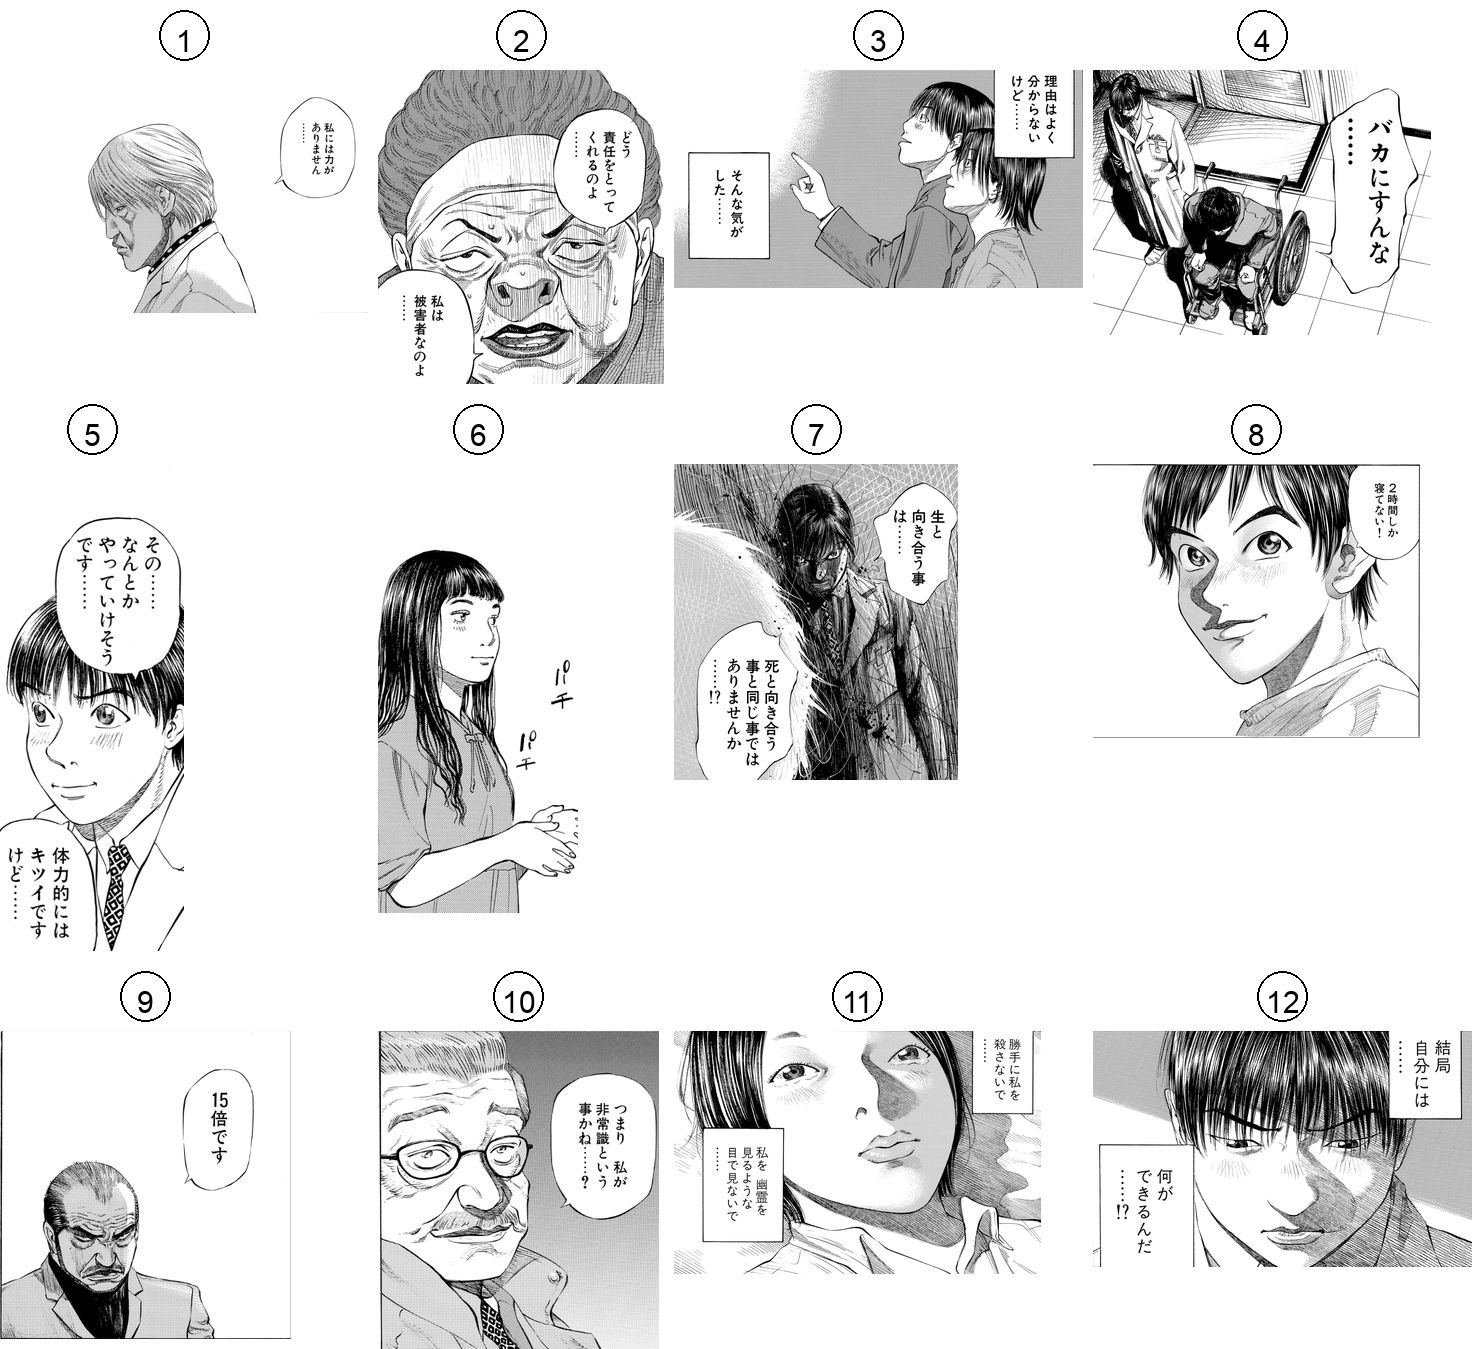 1
私には力が
ありません
……
2
どう
責任をとって
くれるのよ
……
私は
被害者なのよ
……
3
理由はよく
分からない
けど……
そんな気が
した……
4
バカにすんな
……
5
その……
なんとか
やっていけそう
です……
体力的には
キツイです
けど……
6
パチ
パチ
7
生と
向き合う事
は……
死と向き合う
事と同じ事では
ありませんか
……!?
8
2時間しか
寝てない！
9
15倍です
10
つまり 私が
非常識という
事かね……？
11
勝手に私を
殺さないで
……
私を 幽霊を
見るような
目で見ないで
……
12
結局
自分には
……
何が
できるんだ
……!?